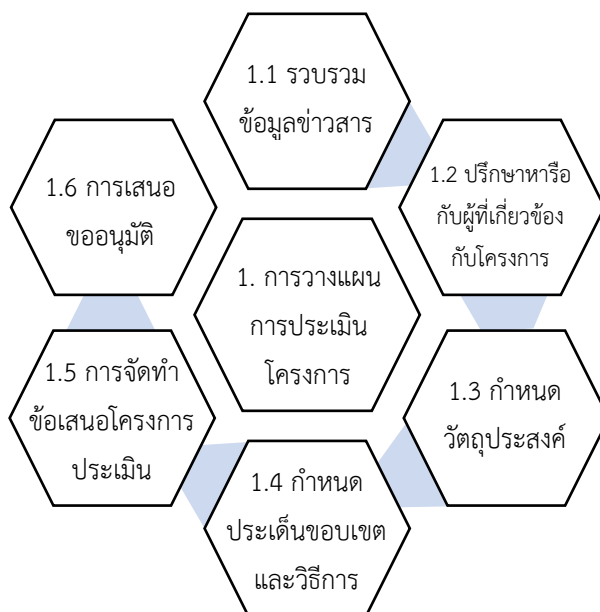 1.1 รวบรวม
ข้อมูลข่าวสาร
1.2 ปรึกษาหารือ
กับผู้ที่เกี่ยวข้อง
กับโครงการ
1.3 กำหนด
วัตถุประสงค์
1.4 กำหนด
ประเด็นขอบเขต
และวิธีการ
1.5 การจัดทำ
ข้อเสนอโครงการ
ประเมิน
1.6 การเสนอ
ขออนุมัติ
1. การวางแผน
การประเมิน
โครงการ